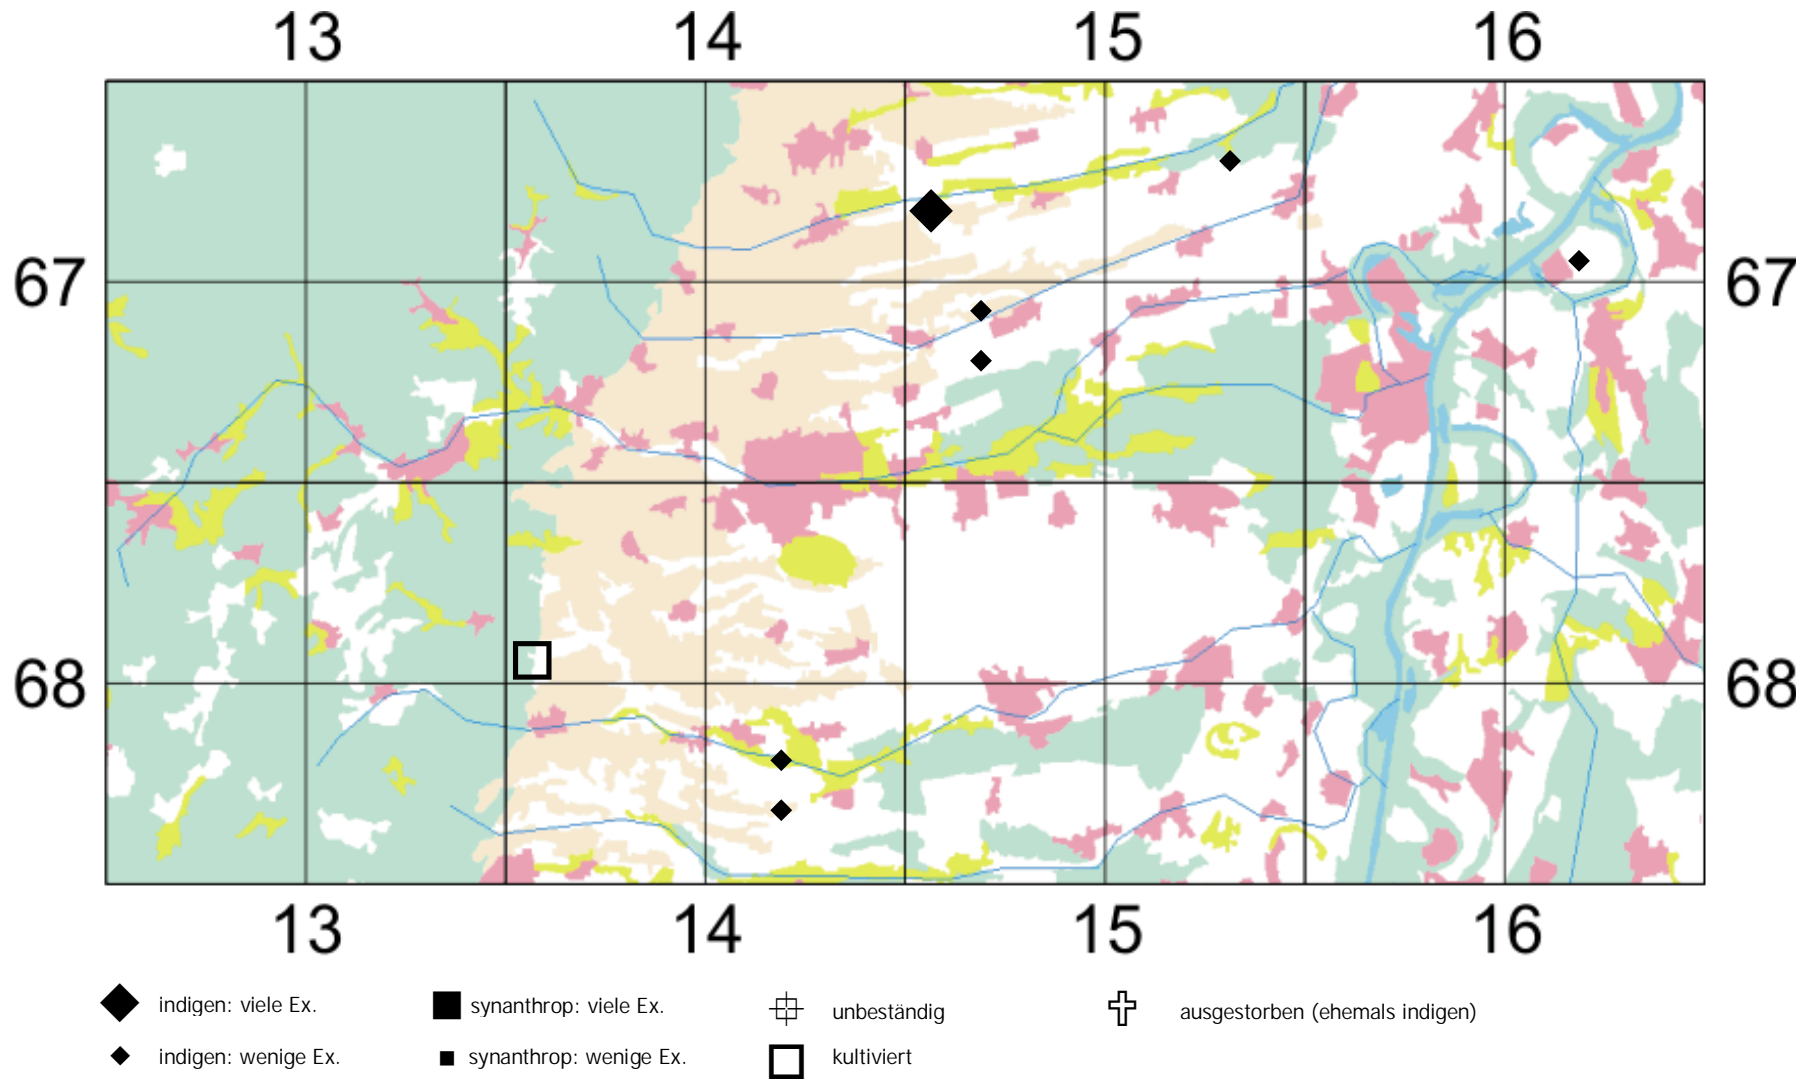 13 14 15 16
67 67
68 68
13 14 15 16
indigen: viele Ex. synanthrop: viele Ex. unbeständig ausgestorben (ehemals indigen)
indigen: wenige Ex. synanthrop: wenige Ex. kultiviert